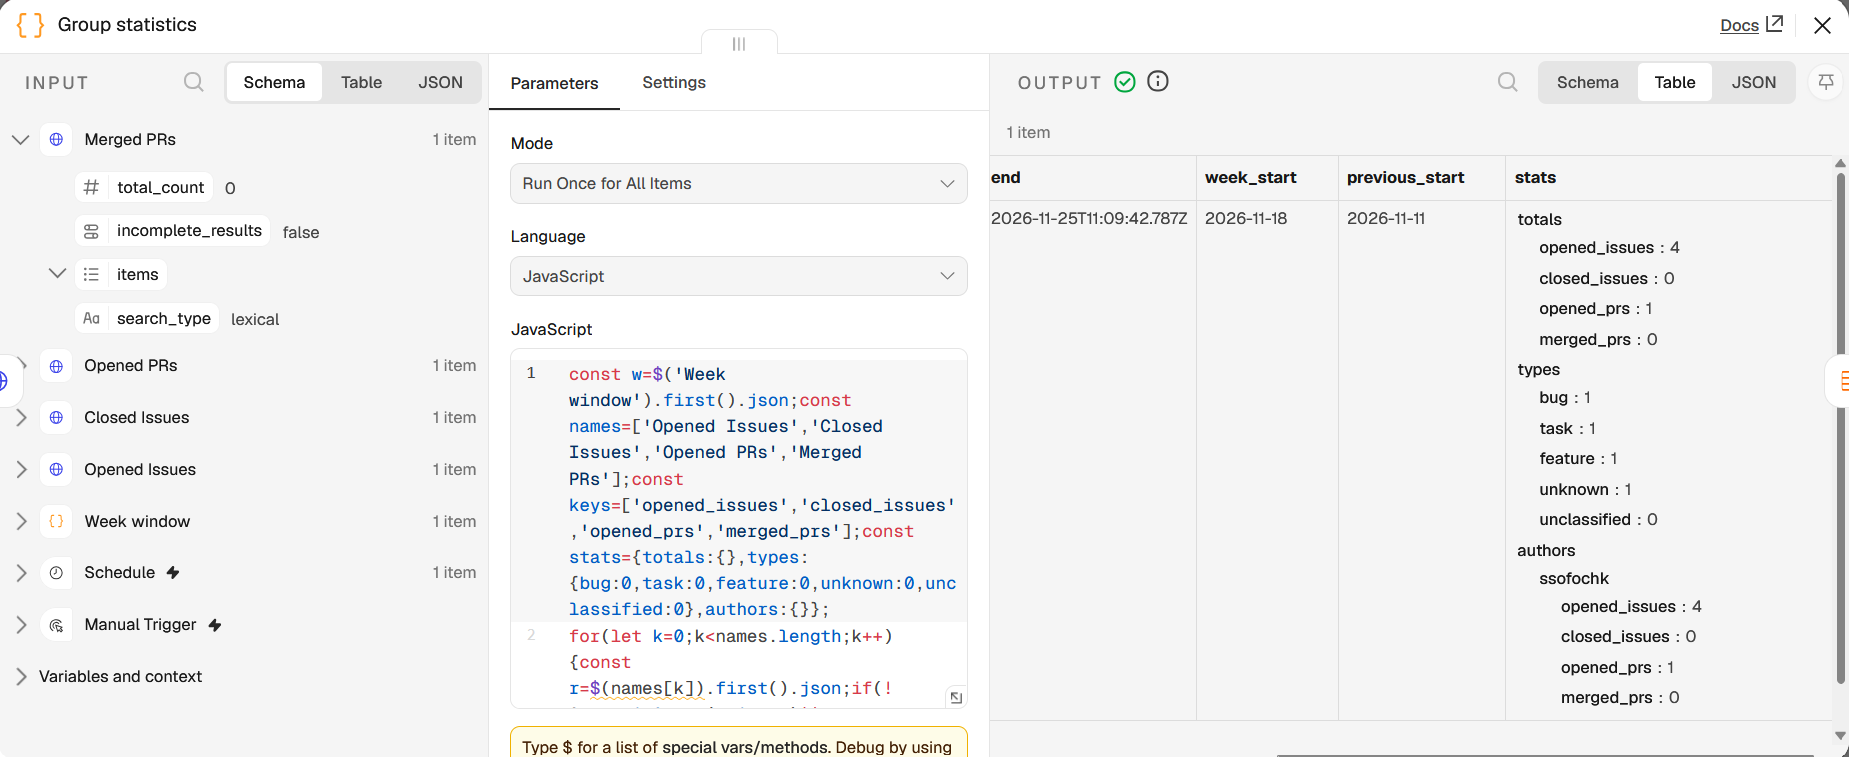 Group statistics
Docs
INPUT
Schema
Table
JSON
Merged PRs
1 item
total_count
0
incomplete_results
false
items
Aa
search_type
lexical
Opened PRs
1 item
Closed Issues
1 item
Opened Issues
1 item
Week window
1 item
Schedule
1 item
Manual Trigger
Variables and context
Parameters
Settings
Mode
Run Once for All Items
Language
JavaScript
JavaScript
1
const w=$('Week
window').first().json;const
names=['Opened Issues','Closed
Issues','Opened PRs','Merged
PRs'];const
keys=['opened_issues','closed_issues'
,'opened_prs','merged_prs'];const
stats={totals:{},types:
{bug:0,task:0,feature:0,unknown:0,unc
lassified:0},authors:{}};
2
for(let k=0;k<names.length;k++)
{const
r=$(names[k]).first().json;if(!
Type $ for a list of special vars/methods. Debug by using
OUTPUT
Schema
Table
JSON
1 item
end
week_start
previous_start
stats
2026-11-25T11:09:42.787Z
2026-11-18
2026-11-11
totals
opened_issues : 4
closed_issues : 0
opened_prs : 1
merged_prs : 0
types
bug : 1
task : 1
feature : 1
unknown : 1
unclassified : 0
authors
ssofochk
opened_issues : 4
closed_issues : 0
opened_prs : 1
merged_prs : 0